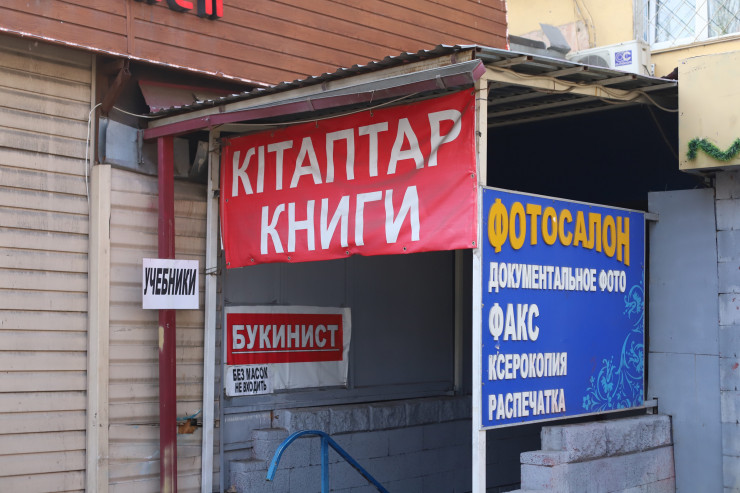 КІТАПТАР
КНИГИ
УЧЕБНИКИ
БУКИНИСТ
БЕЗ МАСОК
НЕ ВХОДИТЬ
ФОТОСАЛОН
ДОКУМЕНТАЛЬНОЕ ФОТО
ФАКС
КСЕРОКОПИЯ
РАСПЕЧАТКА